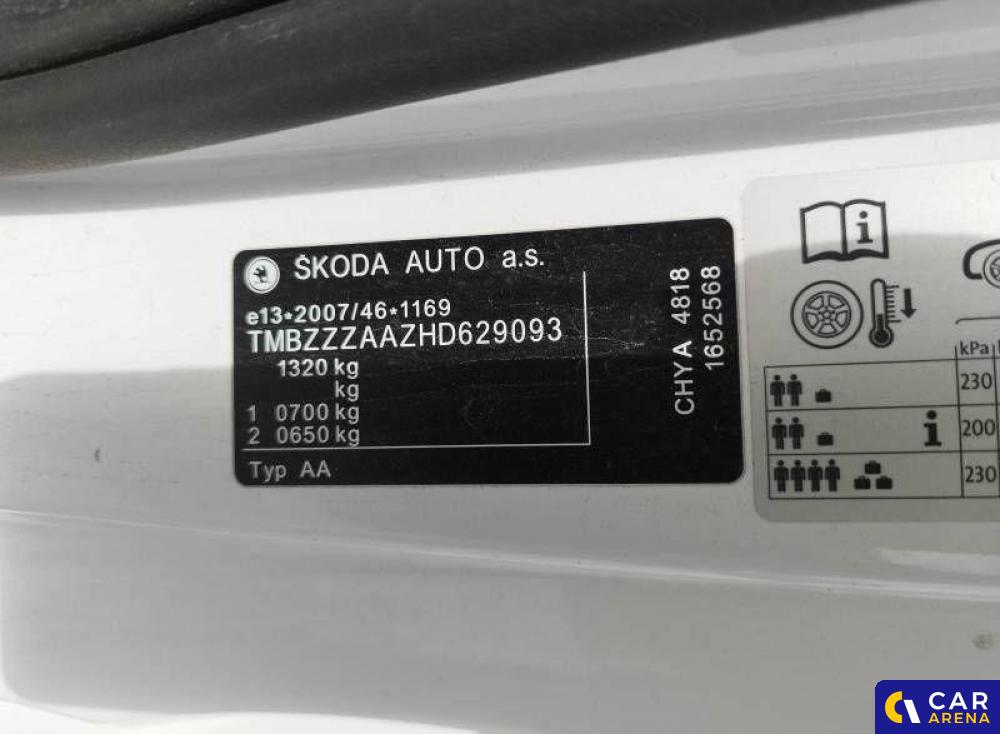 ŠKODA AUTO a.s.
e13*2007/46*1169
TMBZZZAAZHD629093
1320 kg
kg
1 0700 kg
2 0650 kg
Typ AA
CHYA 4818
1652568
i
kPa
230
i 200
230
CAR
ARENA